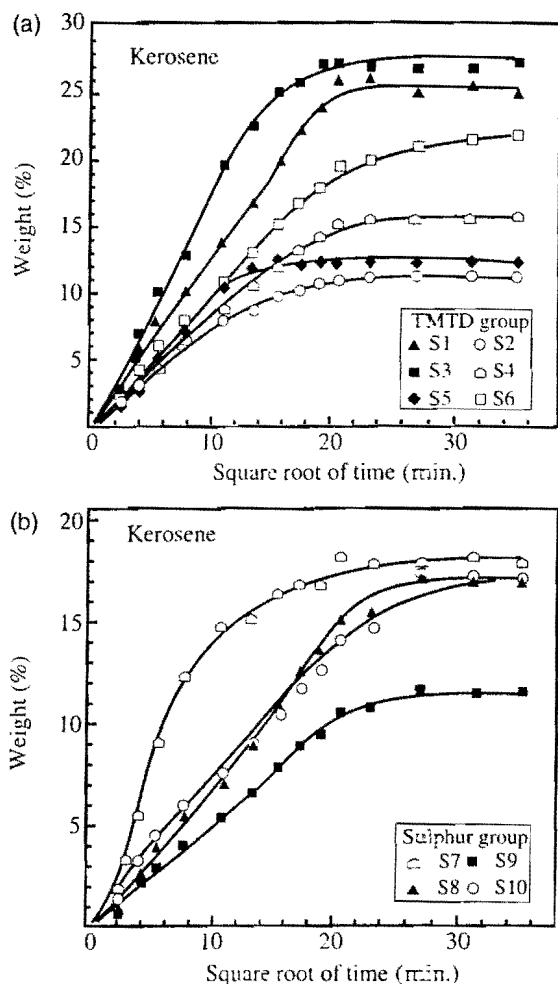 (a)
Kerosene
30
25
20
15
10
5
Weight (%)
TMTD group
S1 S2
S3 S4
S5 S6
0 10 20 30
Square root of time (min.)
(b)
Kerosene
20
15
10
5
Weight (%)
Sulphur group
S7 S9
S8 S10
0 10 20 30
Square root of time (min.)